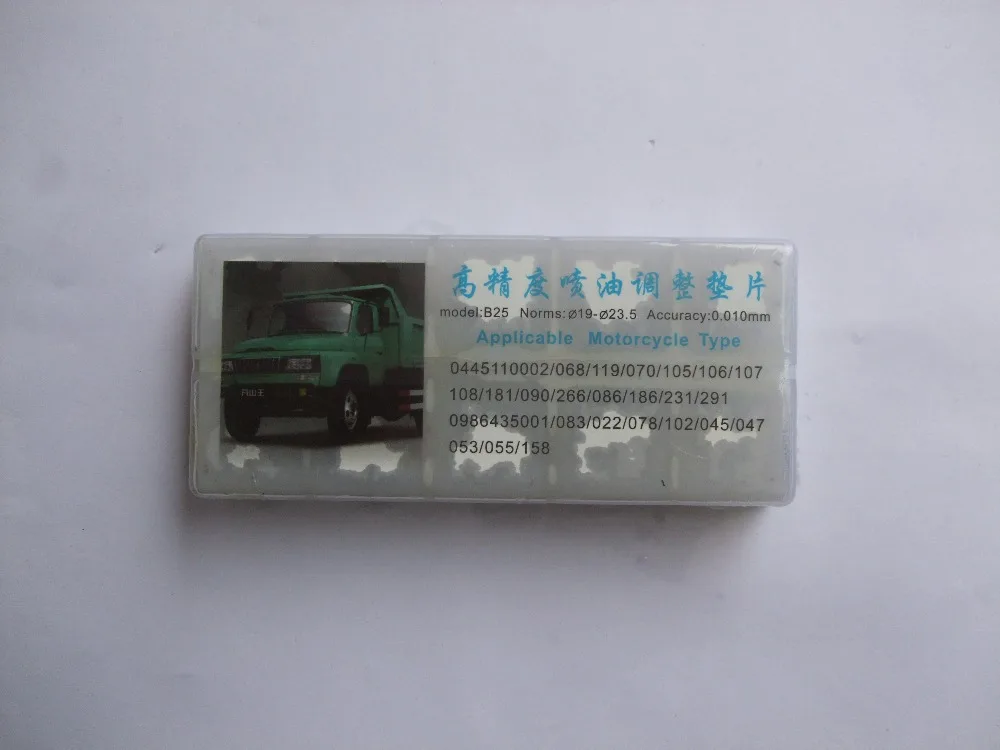 高精度喷油调整垫片
model:B25 Norms:ø19-ø23.5 Accuracy:0.010mm
Applicable Motorcycle Type
0445110002/068/119/070/105/106/107
108/181/090/266/086/186/231/291
0986435001/083/022/078/102/045/047
053/055/158